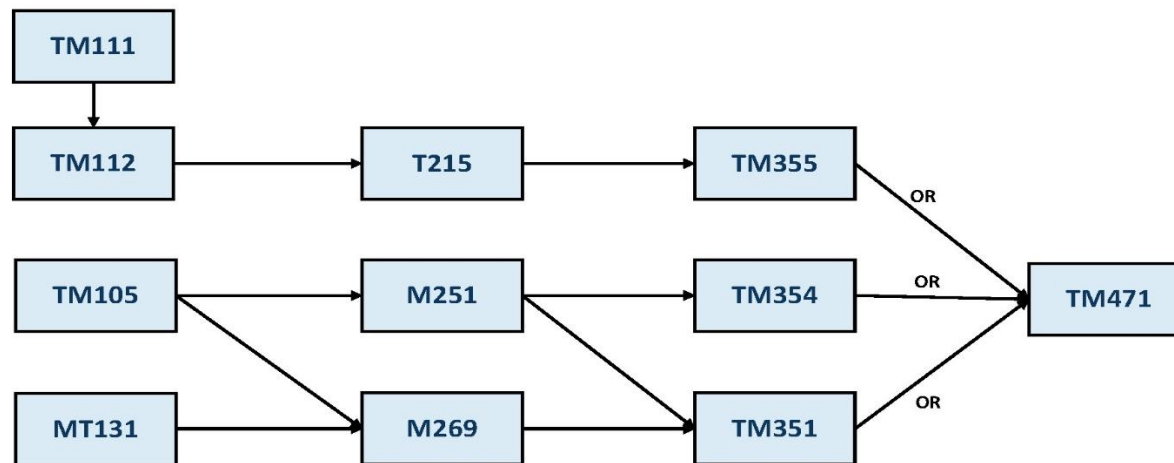 TM111
TM112
T215
TM355
OR
TM105
M251
TM354
OR
TM471
MT131
M269
TM351
OR